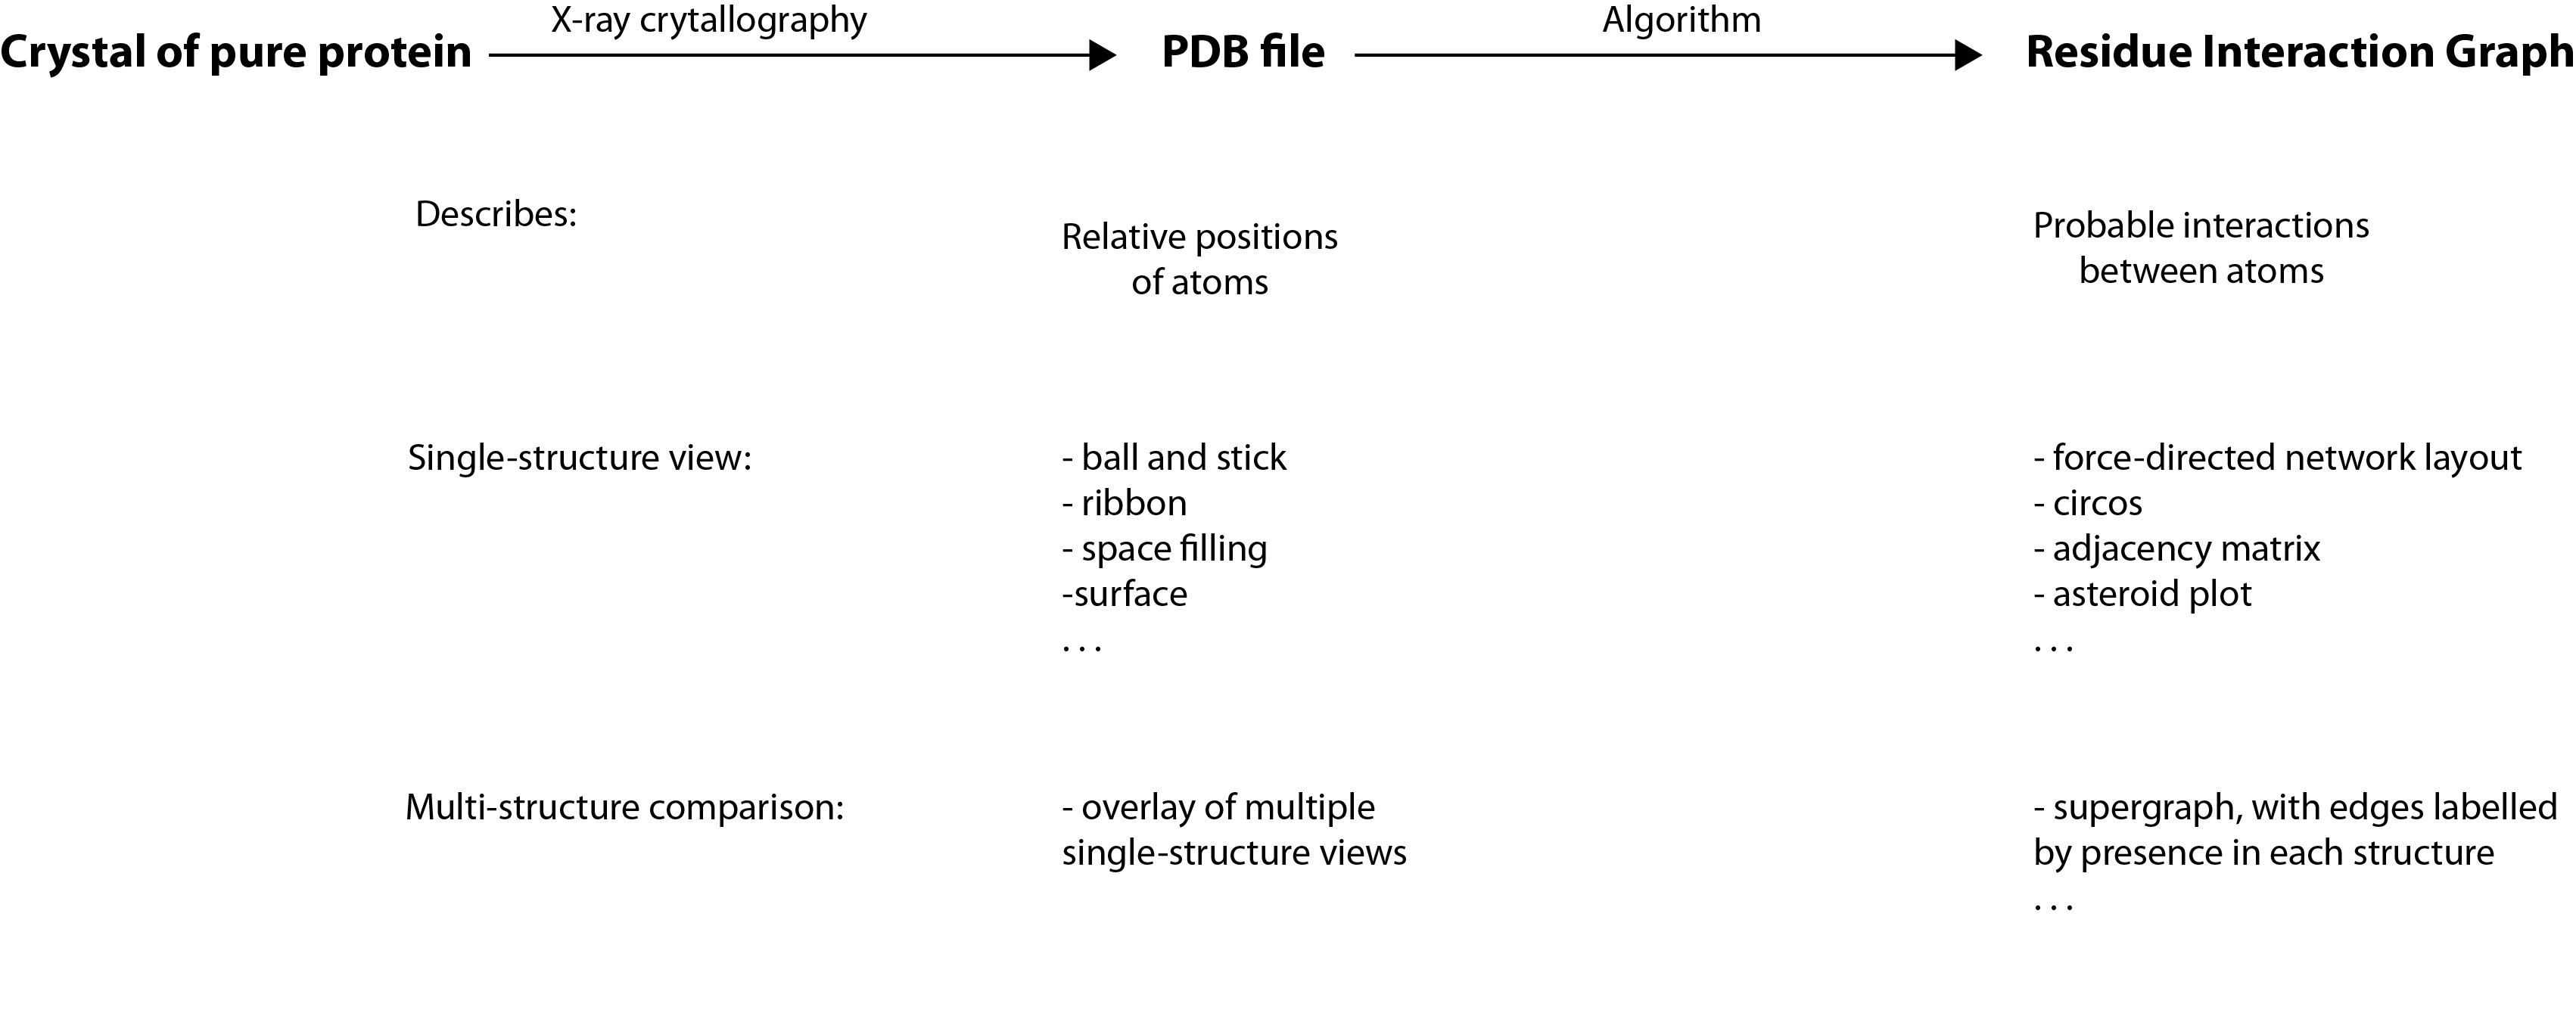 X-ray crytallography
Algorithm
Crystal of pure protein
PDB file
Residue Interaction Graph
Describes:
Relative positions
of atoms
Probable interactions
between atoms
Single-structure view:
- ball and stick
- ribbon
- space filling
-surface
. . .
- force-directed network layout
- circos
- adjacency matrix
- asteroid plot
. . .
Multi-structure comparison:
- overlay of multiple
single-structure views
- supergraph, with edges labelled
by presence in each structure
. . .